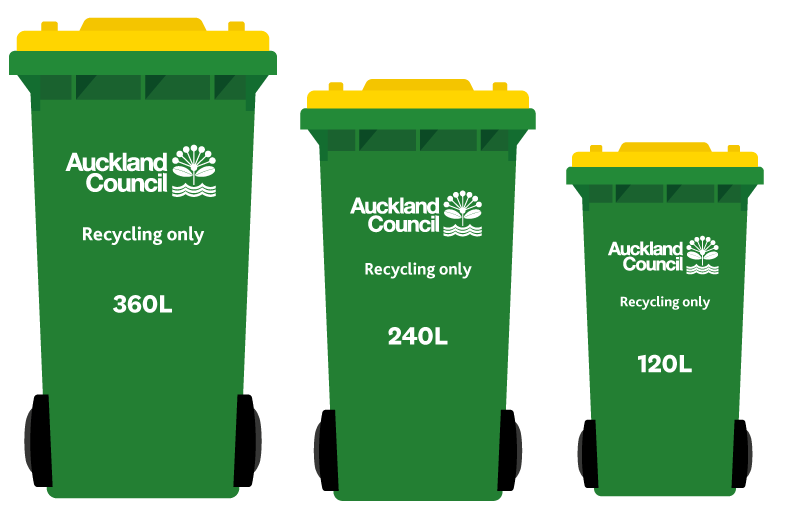 Auckland
Council
Recycling only
360L
Auckland
Council
Recycling only
240L
Auckland
Council
Recycling only
120L